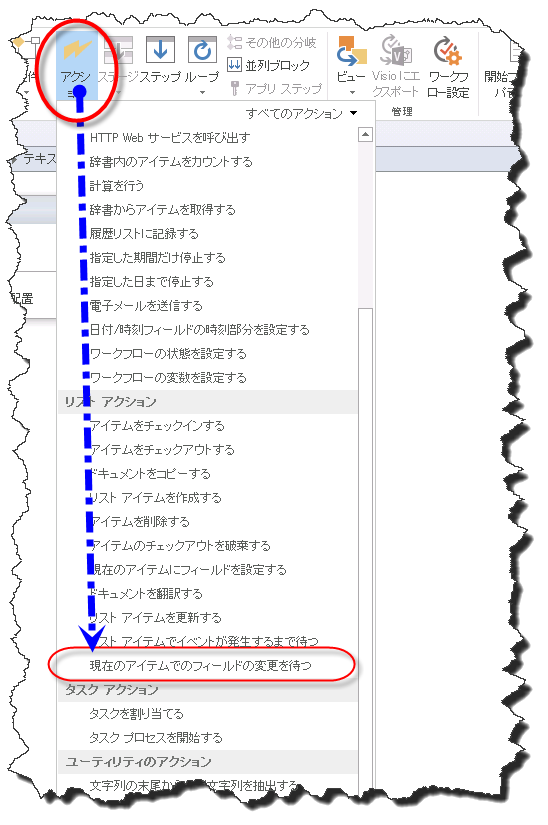 その他の分岐
件 アクション ステージ ステップ ループ 並列ブロック ビュー Visio にエクスポート ワークフロー設定
アプリ ステップ
管理
すべてのアクション
HTTP Web サービスを呼び出す
テキス
辞書内のアイテムをカウントする
計算を行う
辞書からアイテムを取得する
履歴リストに記録する
指定した期間だけ停止する
指定した日まで停止する
配置
電子メールを送信する
日付/時刻フィールドの時刻部分を設定する
ワークフローの状態を設定する
ワークフローの変数を設定する
リスト アクション
アイテムをチェックインする
アイテムをチェックアウトする
ドキュメントをコピーする
リスト アイテムを作成する
アイテムを削除する
アイテムのチェックアウトを破棄する
現在のアイテムにフィールドを設定する
ドキュメントを翻訳する
リスト アイテムを更新する
リスト アイテムでイベントが発生するまで待つ
現在のアイテムでのフィールドの変更を待つ
タスク アクション
タスクを割り当てる
タスク プロセスを開始する
ユーティリティのアクション
文字列の末尾から 文字列を抽出する